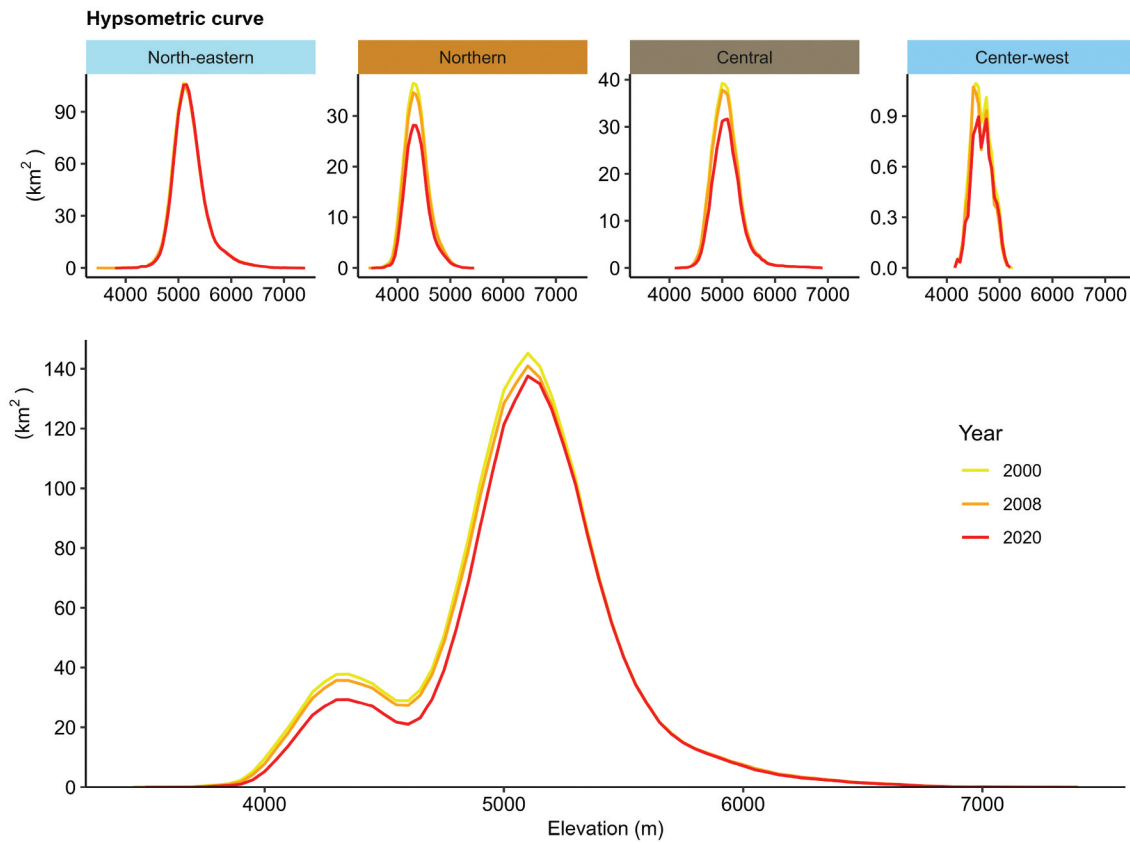 Hypsometric curve
North-eastern Northern Central Center-west
(km²)
90
60
30
0
4000 5000 6000 7000
30
20
10
0
4000 5000 6000 7000
40
30
20
10
0
4000 5000 6000 7000
0.9
0.6
0.3
0.0
4000 5000 6000 7000
(km²)
140
120
100
80
60
40
20
0
4000 5000 6000 7000
Elevation (m)
Year
2000
2008
2020